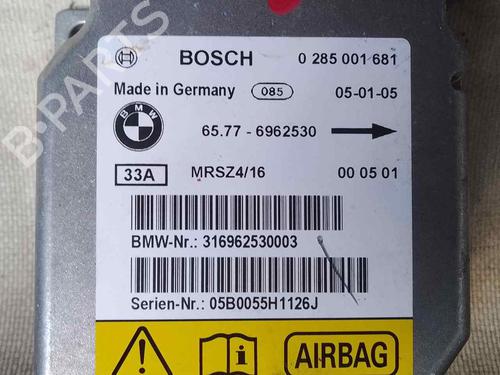 BOSCH 0 285 001 681
Made in Germany 085 05-01-05
BMW 65.77 - 6962530
33A MRSZ4/16 00 05 01
BMW-Nr.: 316962530003
Serien-Nr.: 05B0055H1126J
AIRBAG
B-PARTS